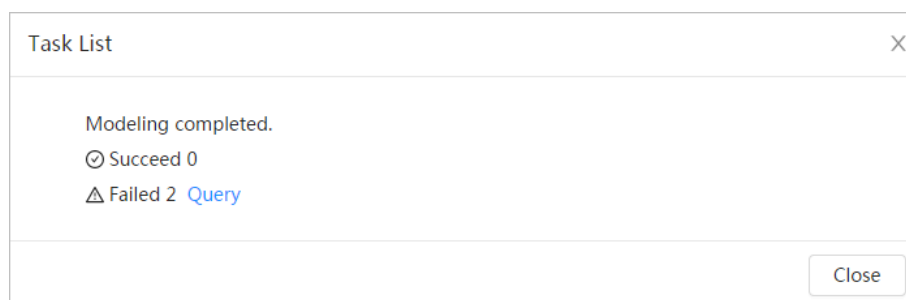 Task List
Modeling completed.
Succeed 0
Failed 2 Query
Close